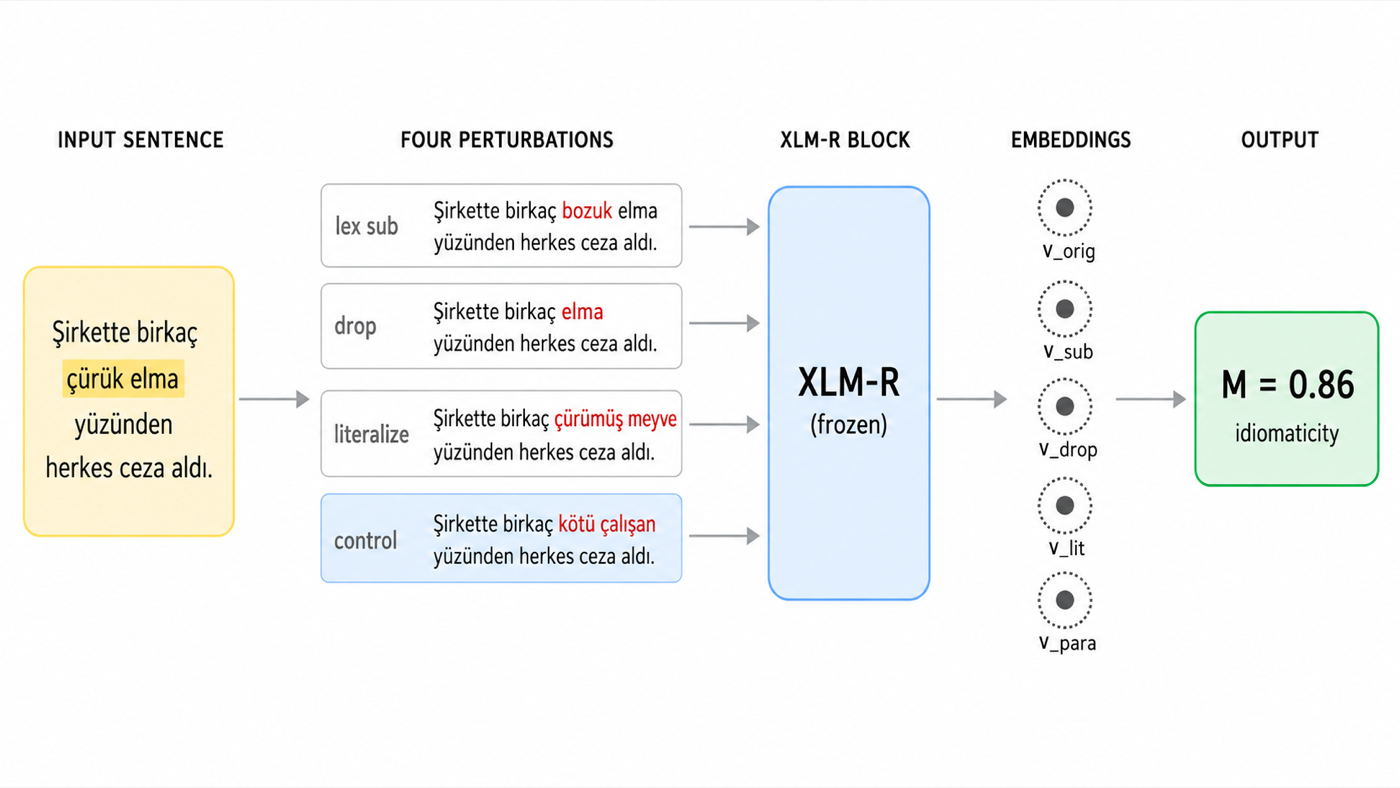 INPUT SENTENCE
Şirkette birkaç
çürük elma
yüzünden
herkes ceza aldı.
FOUR PERTURBATIONS
lex sub
Şirkette birkaç bozuk elma
yüzünden herkes ceza aldı.
drop
Şirkette birkaç elma
yüzünden herkes ceza aldı.
literalize
Şirkette birkaç çürümüş meyve
yüzünden herkes ceza aldı.
control
Şirkette birkaç kötü çalışan
yüzünden herkes ceza aldı.
XLM-R BLOCK
XLM-R
(frozen)
EMBEDDINGS
v_orig
v_sub
v_drop
v_lit
v_para
OUTPUT
M = 0.86
idiomaticity